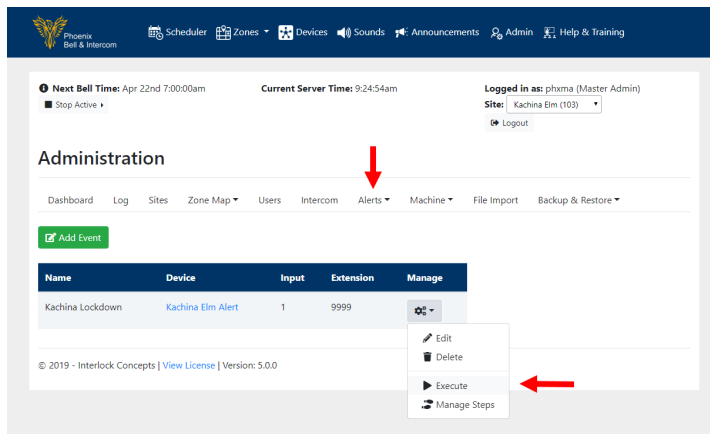 Phoenix
Bell & Intercom
Scheduler Zones Devices Sounds Announcements Admin Help & Training
Next Bell Time: Apr 22nd 7:00:00am Current Server Time: 9:24:54am Logged in as: phxma (Master Admin)
Stop Active Site: Kachina Elm (103)
Logout
Administration
Dashboard Log Sites Zone Map Users Intercom Alerts Machine File Import Backup & Restore
Add Event
Name Device Input Extension Manage
Kachina Lockdown Kachina Elm Alert 1 9999
Edit
Delete
© 2019 - Interlock Concepts | View License | Version: 5.0.0
Execute
Manage Steps